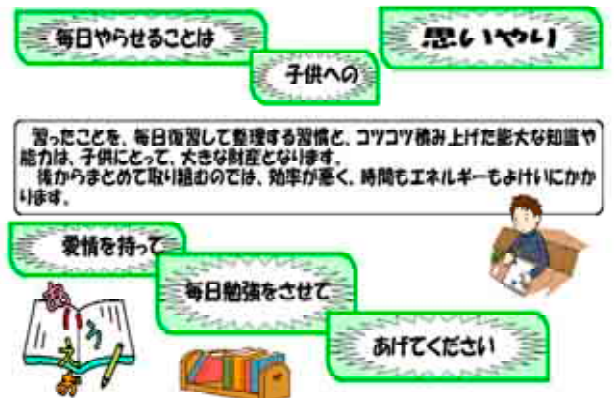 毎日やらせることは
子供への
思いやり
習ったことを、毎日復習して整理する習慣と、コツコツ積み上げた膨大な知識や
能力は、子供にとって、大きな財産となります。
後からまとめて取り組むのでは、効率が悪く、時間もエネルギーもよけいにかか
ります。
愛情を持って
毎日勉強をさせて
あげてください
あ
う
え
お